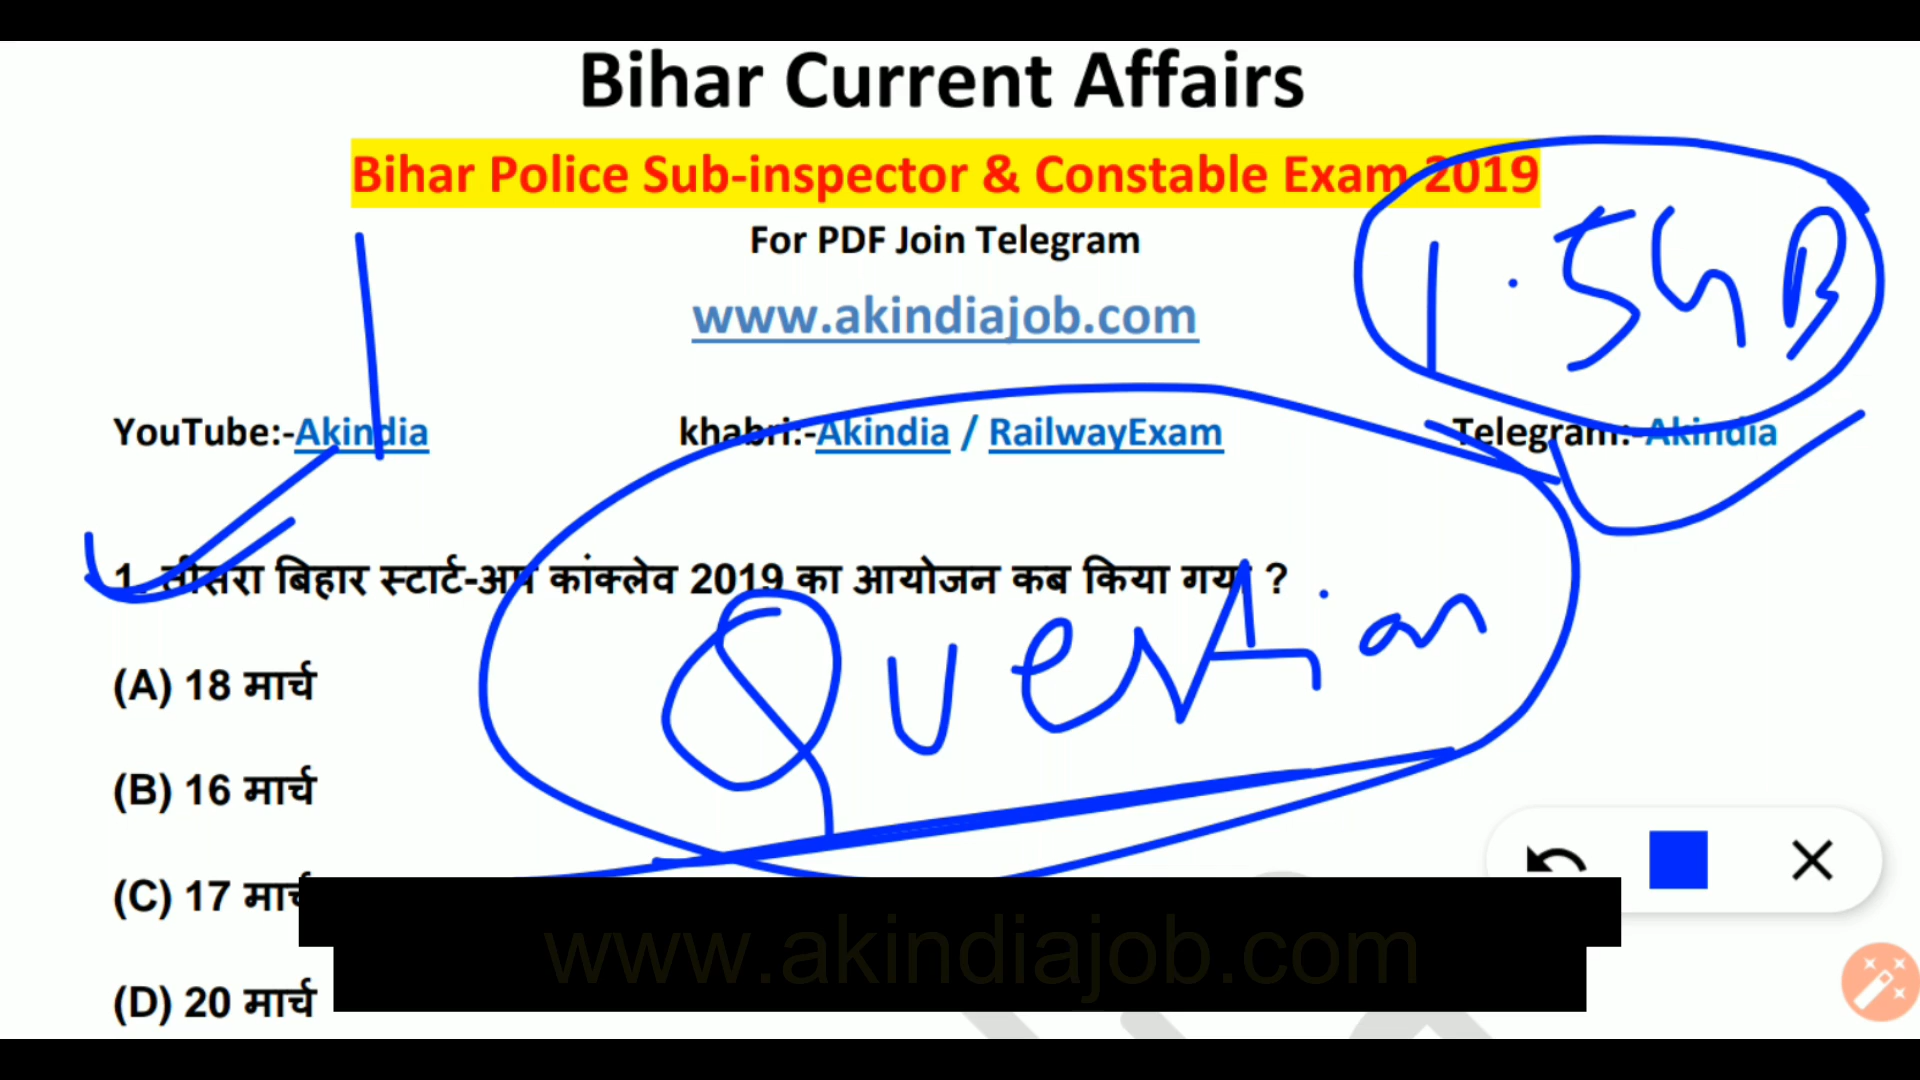 Bihar Current Affairs
Bihar Police Sub-inspector & Constable Exam 2019
For PDF Join Telegram
1.5GB
www.akindiajob.com
YouTube:-Akindia khabri:-Akindia / RailwayExam Telegram:-Akindia
1. तीसरा बिहार स्टार्ट-अप कांक्लेव 2019 का आयोजन कब किया गया ?
Question
(A) 18 मार्च
(B) 16 मार्च
(C) 17 मार्च
www.akindiajob.com
(D) 20 मार्च